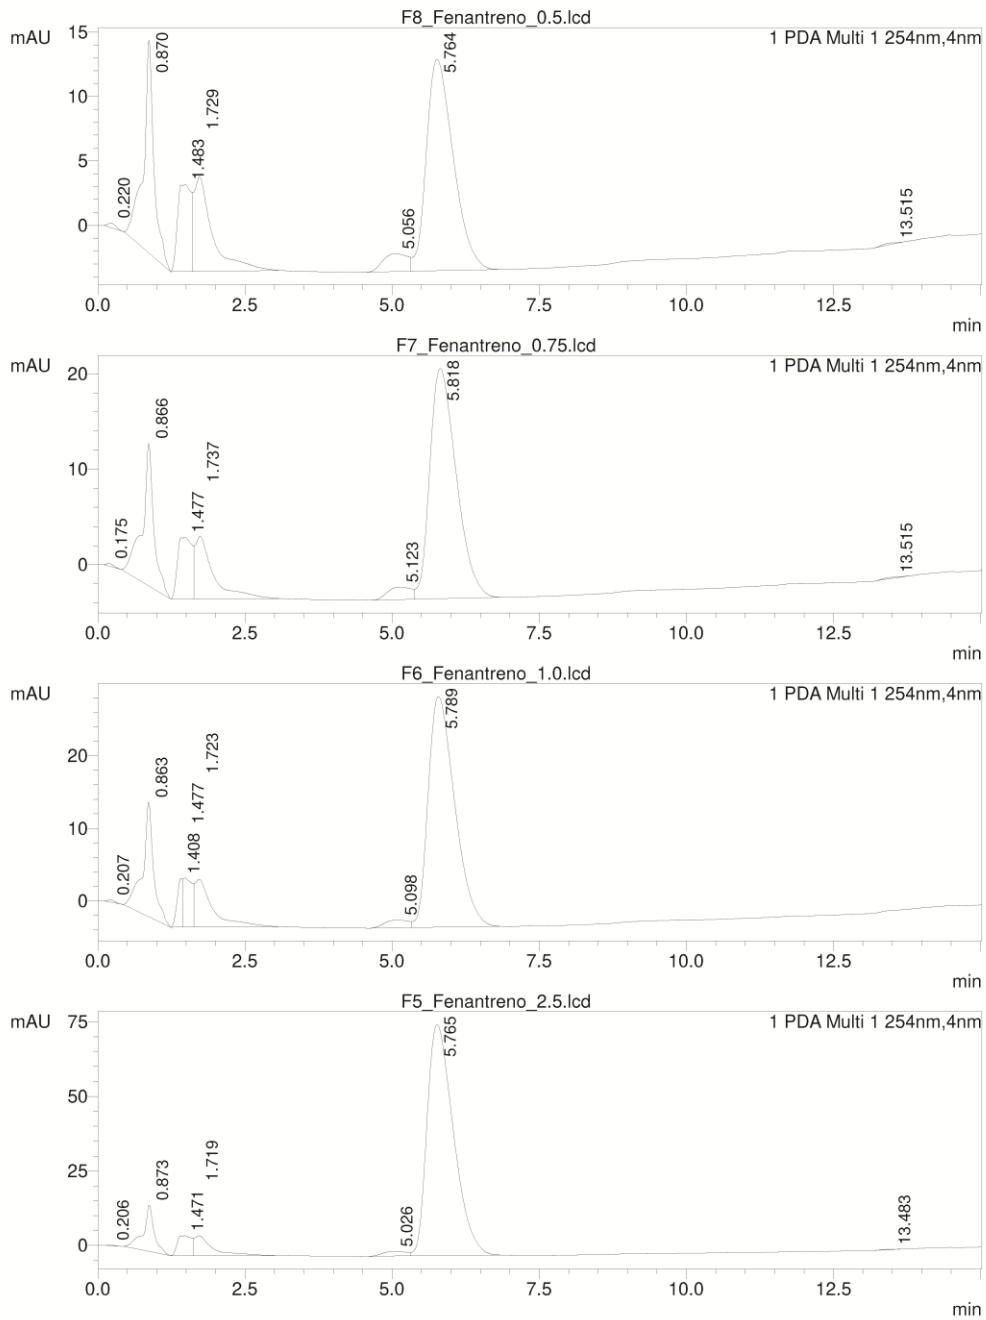 F8_Fenantreno_0.5.lcd
mAU
1 PDA Multi 1 254nm,4nm
15
10
5
0
0.220
0.870
1.483
1.729
5.056
5.764
13.515
0.0 2.5 5.0 7.5 10.0 12.5
min
F7_Fenantreno_0.75.lcd
mAU
1 PDA Multi 1 254nm,4nm
20
10
0
0.175
0.866
1.477
1.737
5.123
5.818
13.515
0.0 2.5 5.0 7.5 10.0 12.5
min
F6_Fenantreno_1.0.lcd
mAU
1 PDA Multi 1 254nm,4nm
20
10
0
0.207
0.863
1.408
1.477
1.723
5.098
5.789
0.0 2.5 5.0 7.5 10.0 12.5
min
F5_Fenantreno_2.5.lcd
mAU
1 PDA Multi 1 254nm,4nm
75
50
25
0
0.206
0.873
1.471
1.719
5.026
5.765
13.483
0.0 2.5 5.0 7.5 10.0 12.5
min